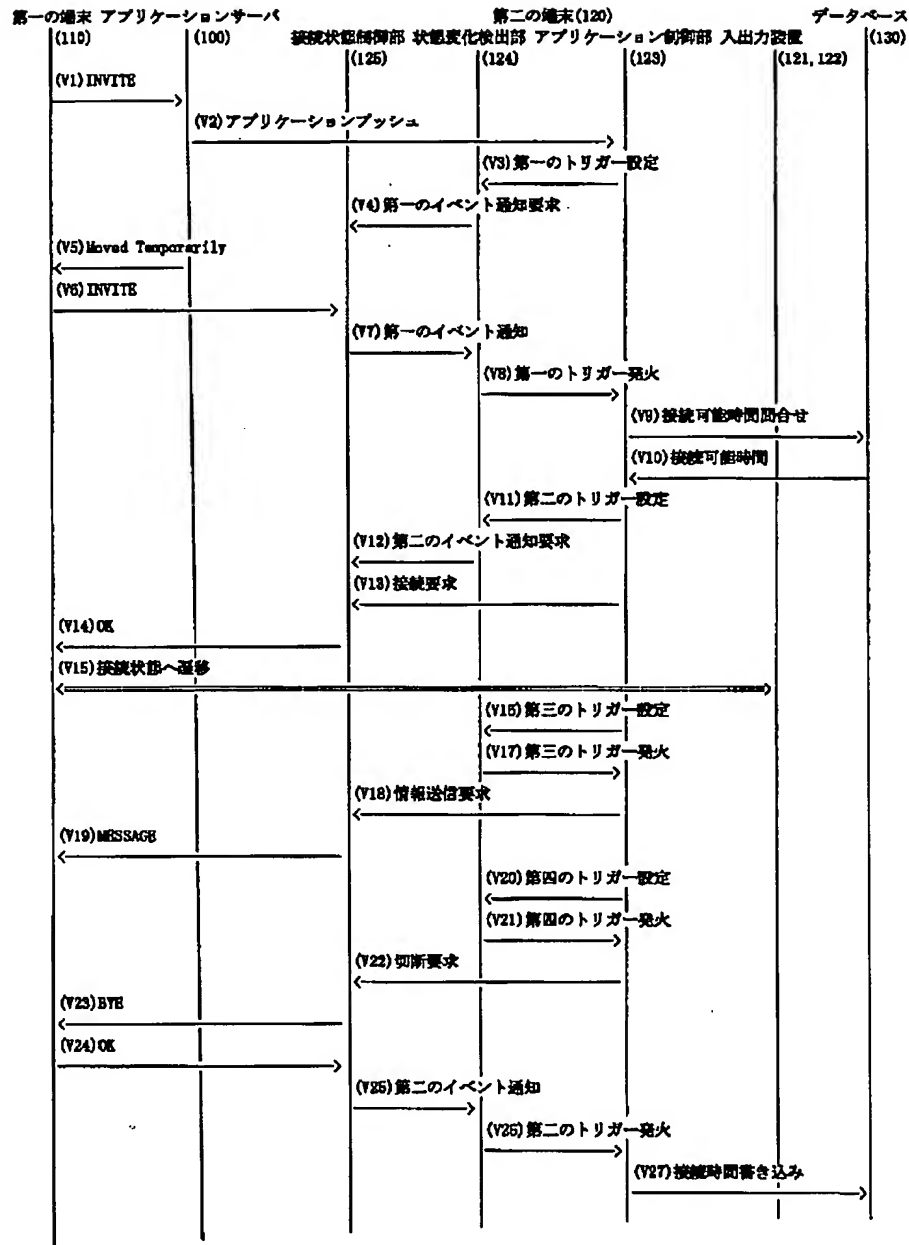 第一の端末 アプリケーションサーバ 第二の端末(120) データベース
(110) (100) 接続状態制御部 状態変化検出部 アプリケーション制御部 入出力装置 (130)
(125) (124) (123) (121,122)
(V1)INVITE
(V2)アプリケーションプッシュ
(V3)第一のトリガー設定
(V4)第一のイベント通知要求
(V5)Moved Temporarily
(V6)INVITE
(V7)第一のイベント通知
(V8)第一のトリガー発火
(V9)接続可能時間問合せ
(V10)接続可能時間
(V11)第二のトリガー設定
(V12)第二のイベント通知要求
(V13)接続要求
(V14)OK
(V15)接続状態へ遷移
(V16)第三のトリガー設定
(V17)第三のトリガー発火
(V18)情報送信要求
(V19)MESSAGE
(V20)第四のトリガー設定
(V21)第四のトリガー発火
(V22)切断要求
(V23)BYE
(V24)OK
(V25)第二のイベント通知
(V26)第二のトリガー発火
(V27)接続時間書き込み